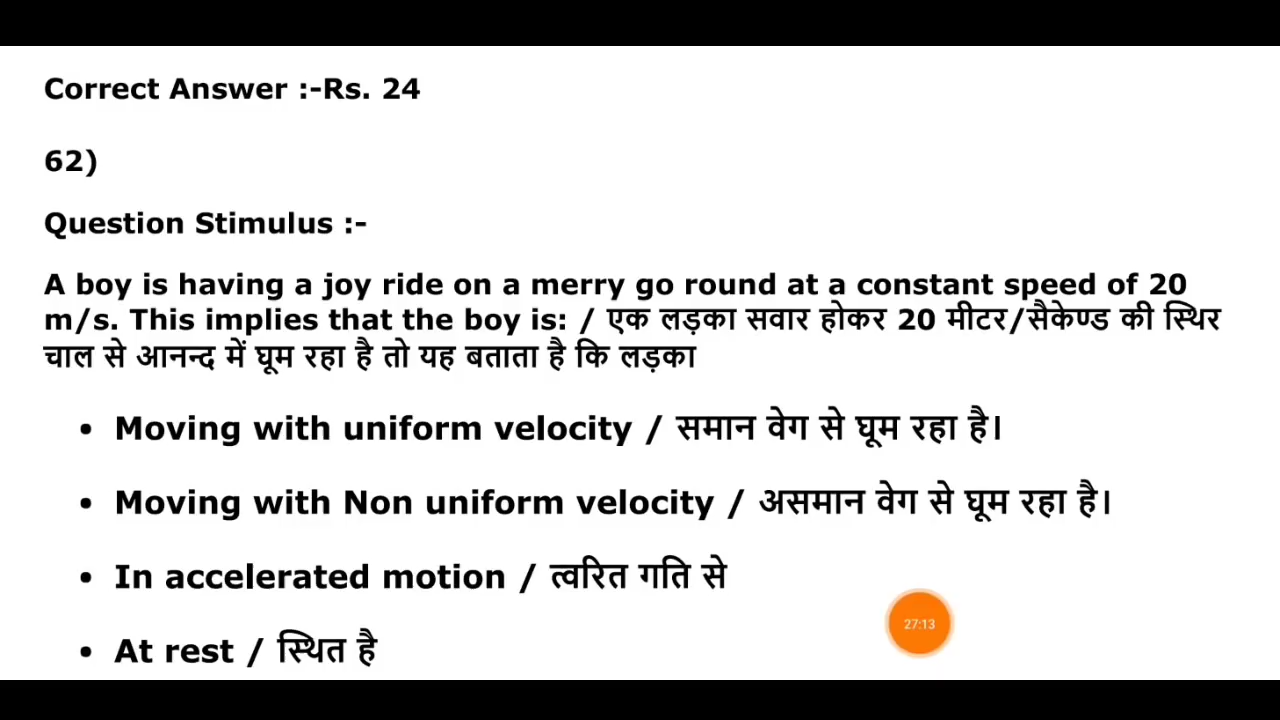 Correct Answer :-Rs. 24
62)
Question Stimulus :-
A boy is having a joy ride on a merry go round at a constant speed of 20
m/s. This implies that the boy is: / एक लड़का सवार होकर 20 मीटर/सैकेण्ड की स्थिर
चाल से आनन्द में घूम रहा है तो यह बताता है कि लड़का
• Moving with uniform velocity / समान वेग से घूम रहा है।
• Moving with Non uniform velocity / असमान वेग से घूम रहा है।
• In accelerated motion / त्वरित गति से
27:13
• At rest / स्थित है